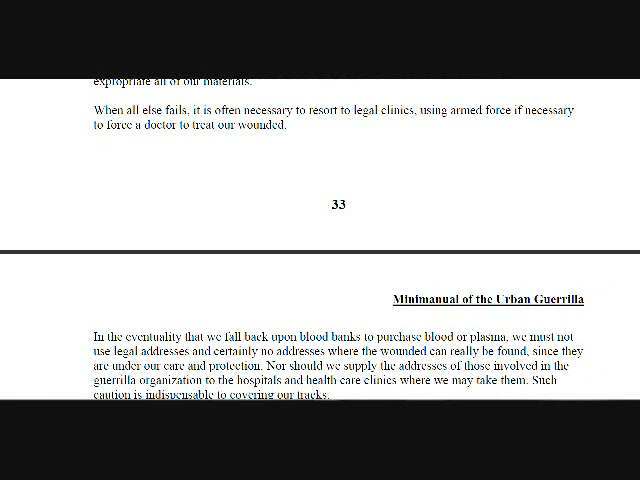 expropriate all of our materials.
When all else fails, it is often necessary to resort to legal clinics, using armed force if necessary
to force a doctor to treat our wounded.
33
Minimanual of the Urban Guerrilla
In the eventuality that we fall back upon blood banks to purchase blood or plasma, we must not
use legal addresses and certainly no addresses where the wounded can really be found, since they
are under our care and protection. Nor should we supply the addresses of those involved in the
guerrilla organization to the hospitals and health care clinics where we may take them. Such
caution is indispensable to covering our tracks.